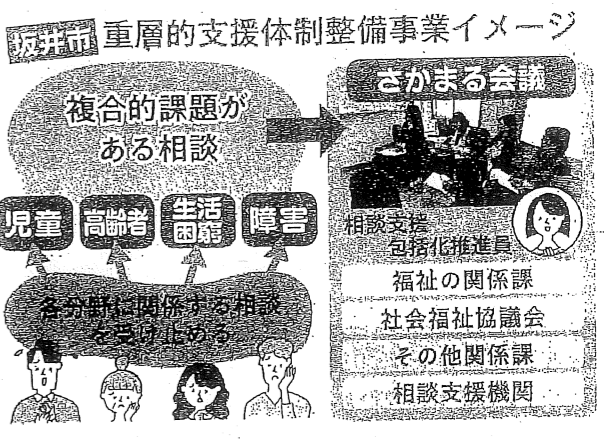 坂井市 重層的支援体制整備事業イメージ
複合的課題が
ある相談
児童
高齢者
生活
困窮
障害
各分野に関係する相談
を受け止める
さかまる会議
相談支援
包括化推進員
福祉の関係課
社会福祉協議会
その他関係課
相談支援機関